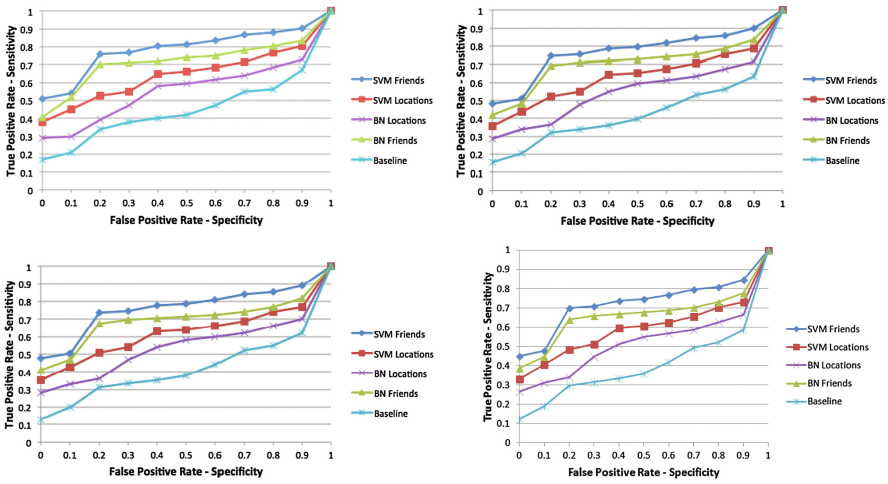 True Positive Rate - Sensitivity
1
0.9
0.8
0.7
0.6
0.5
0.4
0.3
0.2
0.1
0
0 0.1 0.2 0.3 0.4 0.5 0.6 0.7 0.8 0.9 1
False Positive Rate - Specificity
SVM Friends
SVM Locations
BN Locations
BN Friends
Baseline
True Positive Rate - Sensitivity
1
0.9
0.8
0.7
0.6
0.5
0.4
0.3
0.2
0.1
0
0 0.1 0.2 0.3 0.4 0.5 0.6 0.7 0.8 0.9 1
False Positive Rate - Specificity
SVM Friends
SVM Locations
BN Locations
BN Friends
Baseline
True Positive Rate - Sensitivity
1
0.9
0.8
0.7
0.6
0.5
0.4
0.3
0.2
0.1
0
0 0.1 0.2 0.3 0.4 0.5 0.6 0.7 0.8 0.9 1
False Positive Rate - Specificity
SVM Friends
SVM Locations
BN Locations
BN Friends
Baseline
True Positive Rate - Sensitivity
1
0.9
0.8
0.7
0.6
0.5
0.4
0.3
0.2
0.1
0
0 0.1 0.2 0.3 0.4 0.5 0.6 0.7 0.8 0.9 1
False Positive Rate - Specificity
SVM Friends
SVM Locations
BN Locations
BN Friends
Baseline